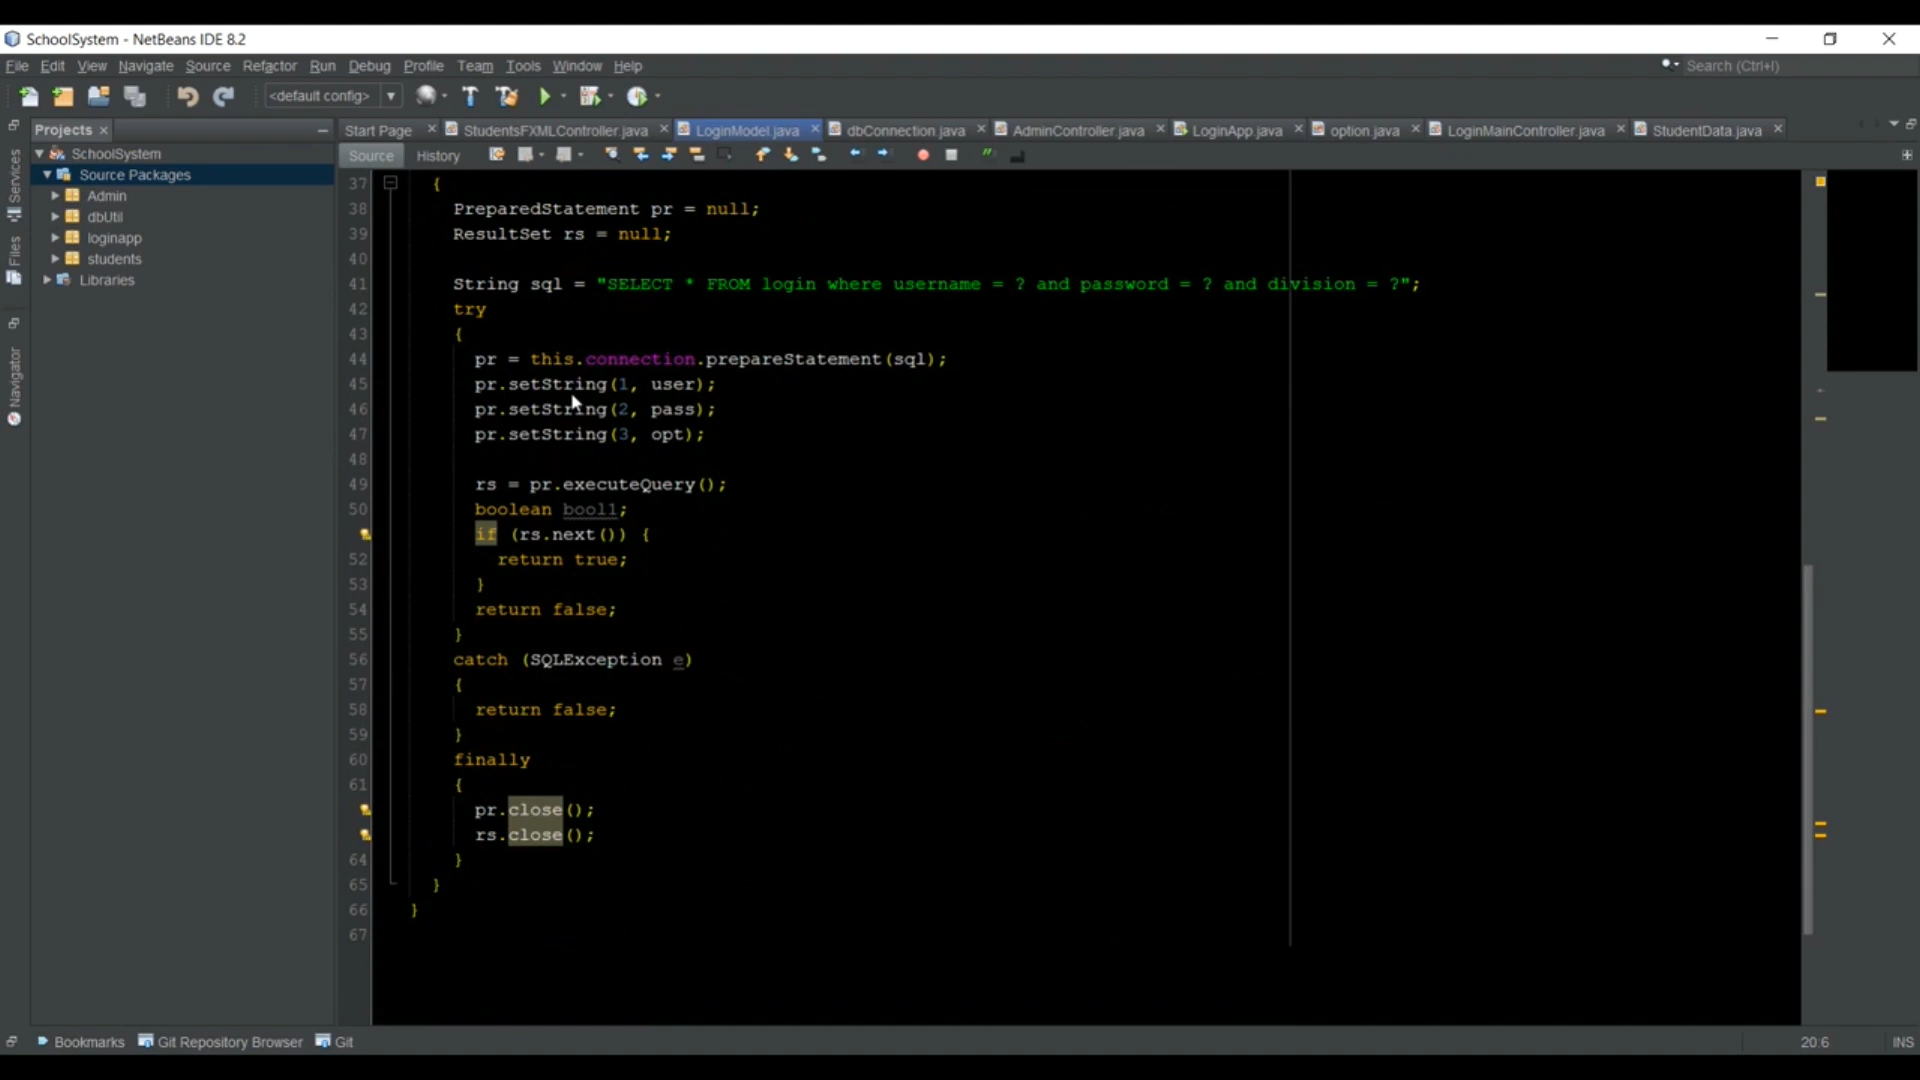 SchoolSystem - NetBeans IDE 8.2
File Edit View Navigate Source Refactor Run Debug Profile Team Tools Window Help
Search (Ctrl+I)
<default config>
Projects
Start Page StudentsFXMLController.java LoginModel.java dbConnection.java AdminController.java LoginApp.java option.java LoginMainController.java StudentData.java
Source History
SchoolSystem
Source Packages
Admin
dbUtil
loginapp
students
Libraries
Services
Files
Navigator
37 {
38 PreparedStatement pr = null;
39 ResultSet rs = null;
40
41 String sql = "SELECT * FROM login where username = ? and password = ? and division = ?";
42 try
43 {
44 pr = this.connection.prepareStatement(sql);
45 pr.setString(1, user);
46 pr.setString(2, pass);
47 pr.setString(3, opt);
48
49 rs = pr.executeQuery();
50 boolean bool1;
if (rs.next()) {
52 return true;
53 }
54 return false;
55 }
56 catch (SQLException e)
57 {
58 return false;
59 }
60 finally
61 {
pr.close();
rs.close();
64 }
65 }
66 }
67
Bookmarks Git Repository Browser Git
20:6 INS